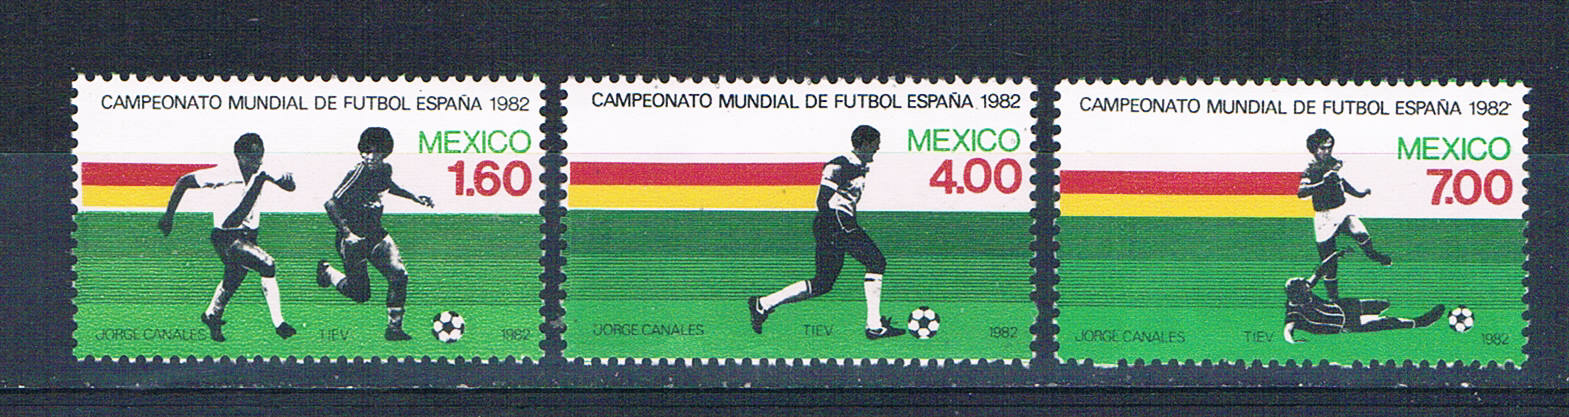 CAMPEONATO MUNDIAL DE FUTBOL ESPAÑA 1982
MEXICO
1.60
JORGE CANALES TIEV 1982
CAMPEONATO MUNDIAL DE FUTBOL ESPAÑA 1982
MEXICO
4.00
JORGE CANALES TIEV 1982
CAMPEONATO MUNDIAL DE FUTBOL ESPAÑA 1982
MEXICO
7.00
JORGE CANALES TIEV 1982